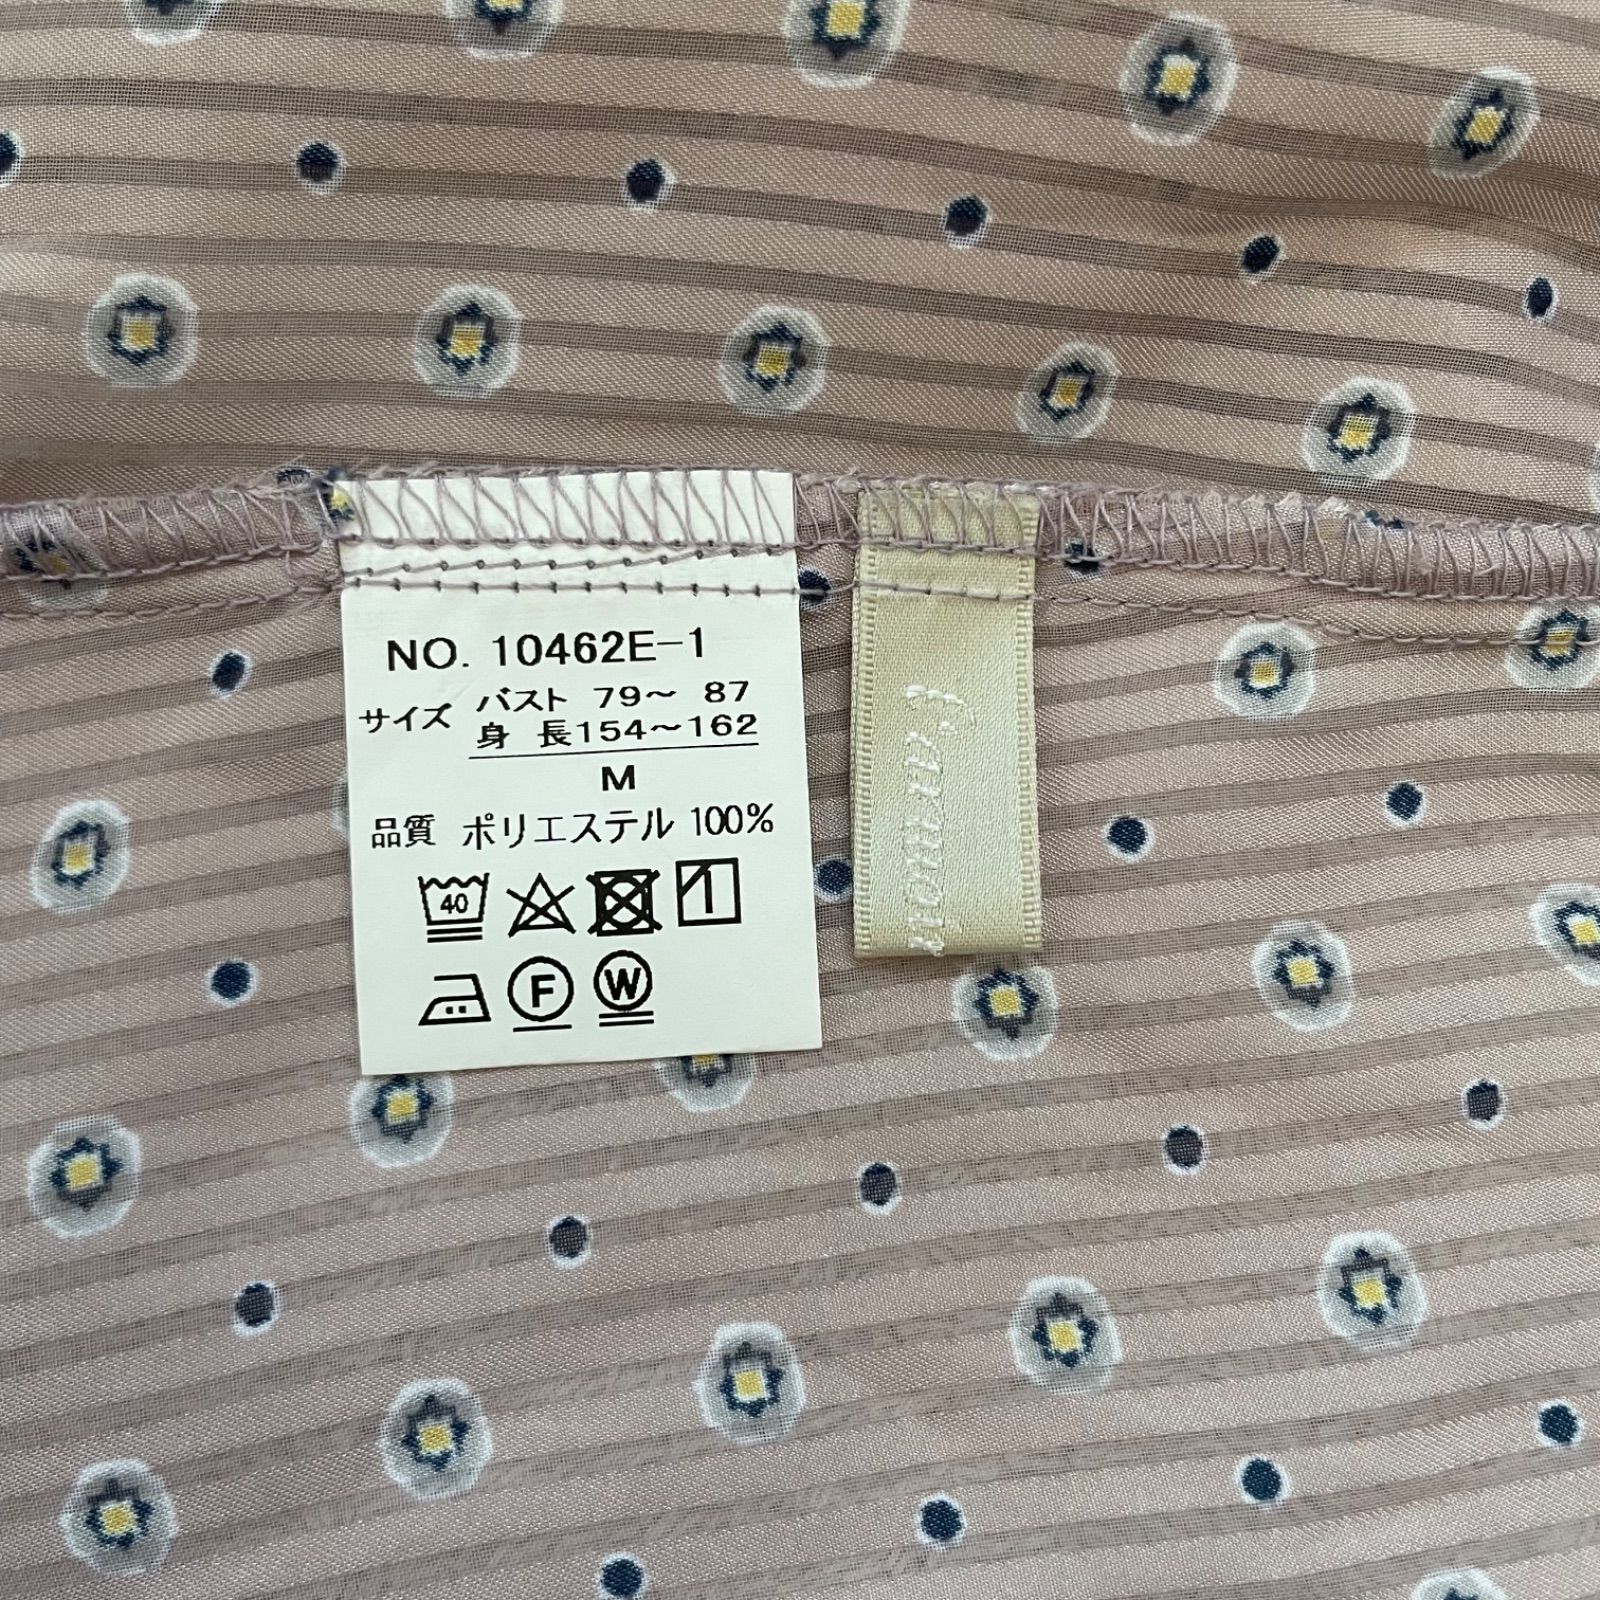 NO. 10462E-1
サイズ バスト 79～ 87
身 長154～162
M
品質 ポリエステル 100%
40
F
W